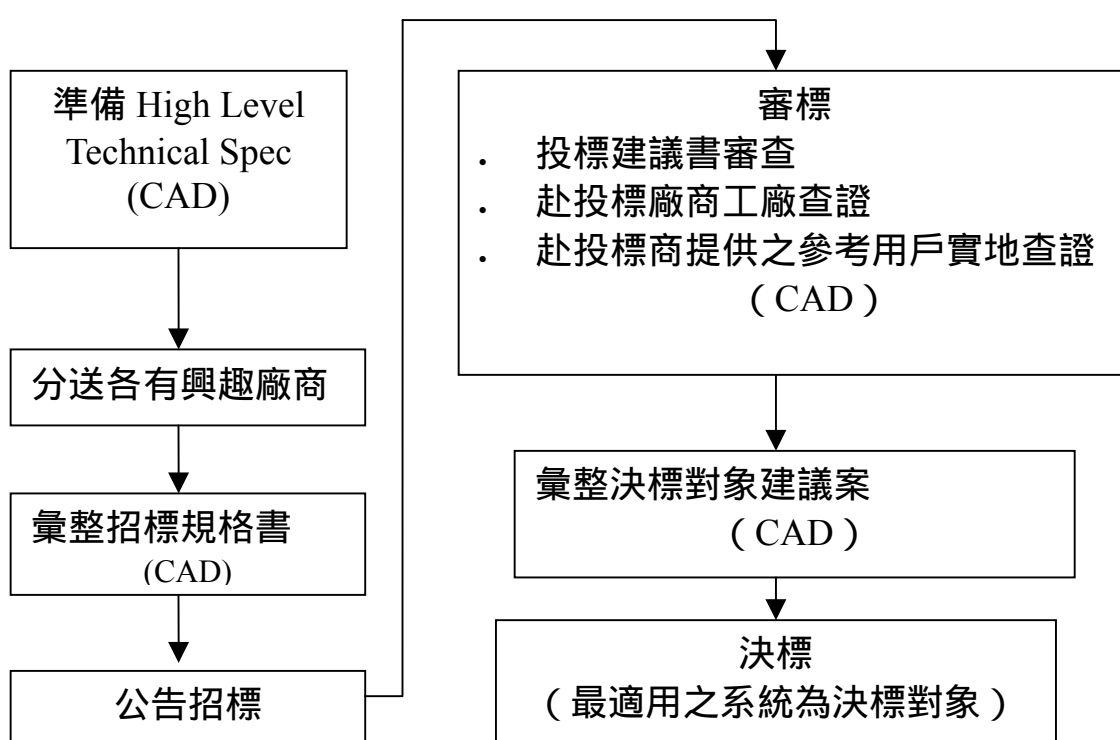 準備 High Level
Technical Spec
(CAD)
分送各有興趣廠商
彙整招標規格書
(CAD)
公告招標
審標
． 投標建議書審查
． 赴投標廠商工廠查證
． 赴投標商提供之參考用戶實地查證
（CAD）
彙整決標對象建議案
（CAD）
決標
（最適用之系統為決標對象）